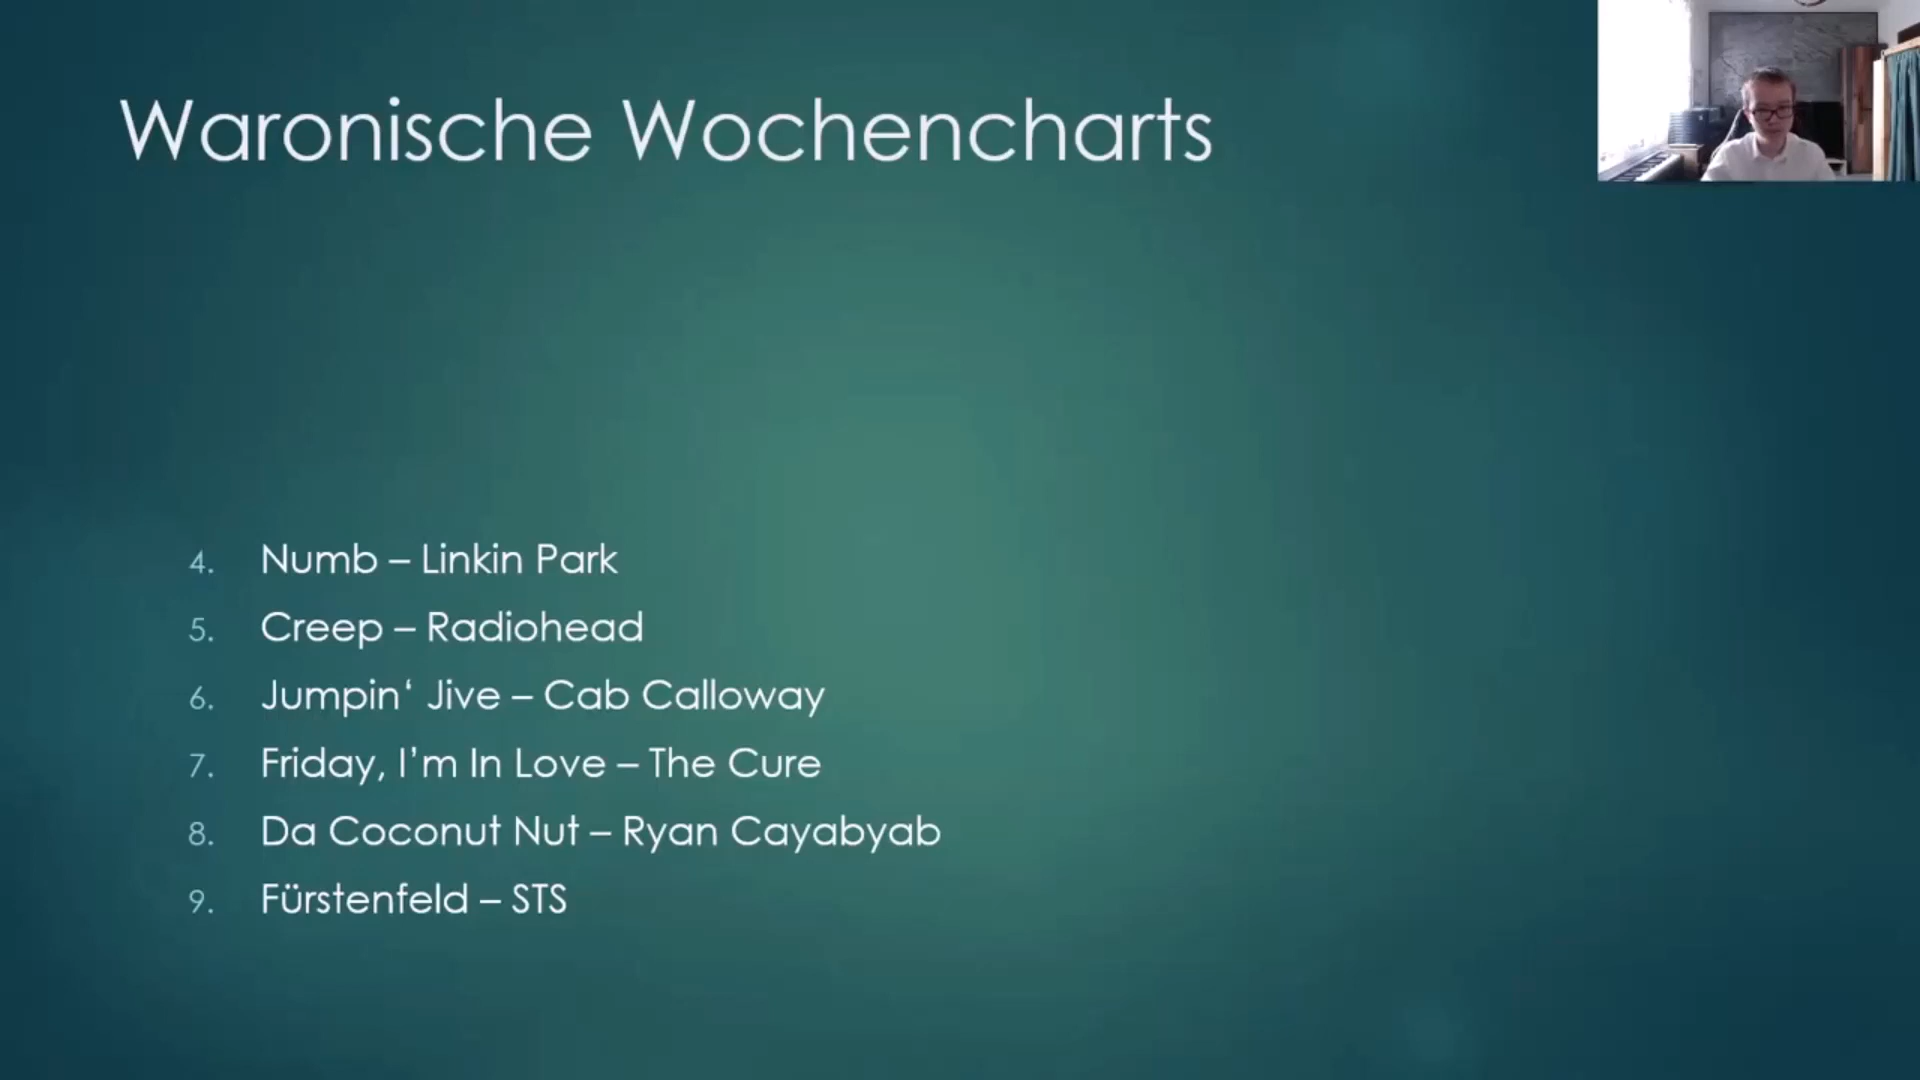 Waronische Wochencharts
4. Numb – Linkin Park
5. Creep – Radiohead
6. Jumpin‘ Jive – Cab Calloway
7. Friday, I’m In Love – The Cure
8. Da Coconut Nut – Ryan Cayabyab
9. Fürstenfeld – STS